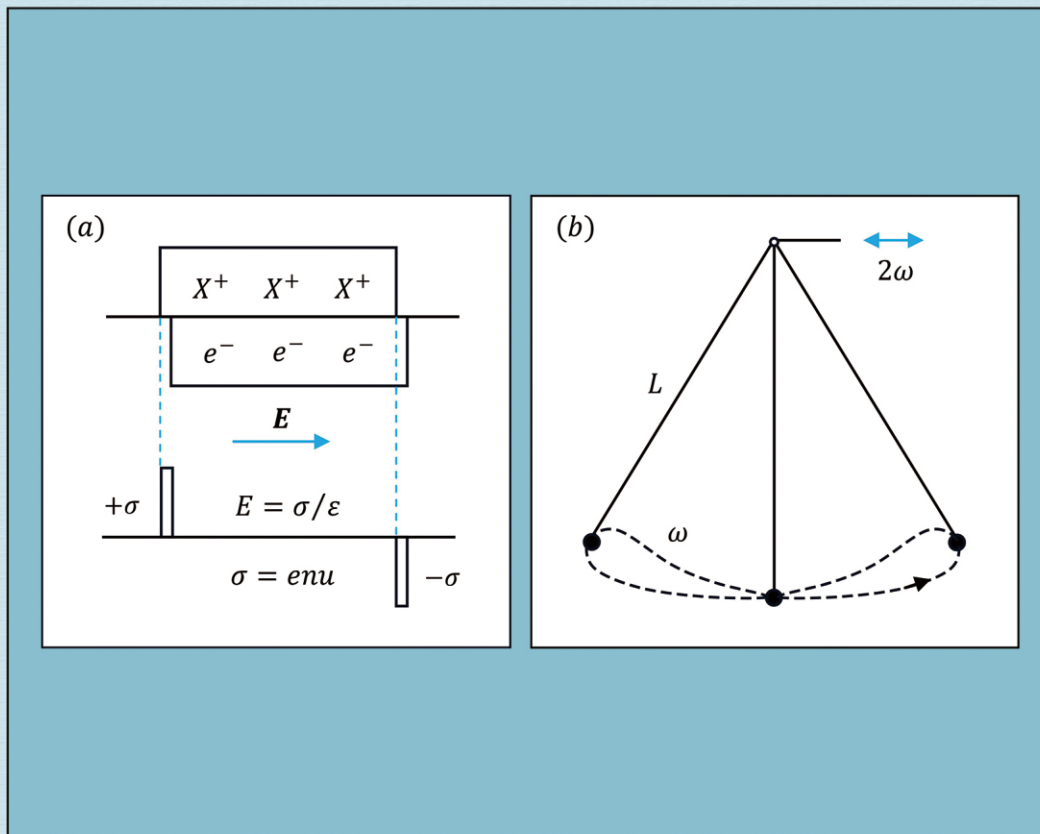 (a)
X⁺ X⁺ X⁺
e⁻ e⁻ e⁻
E
+σ E = σ/ε
σ = enu −σ
(b)
2ω
L
ω